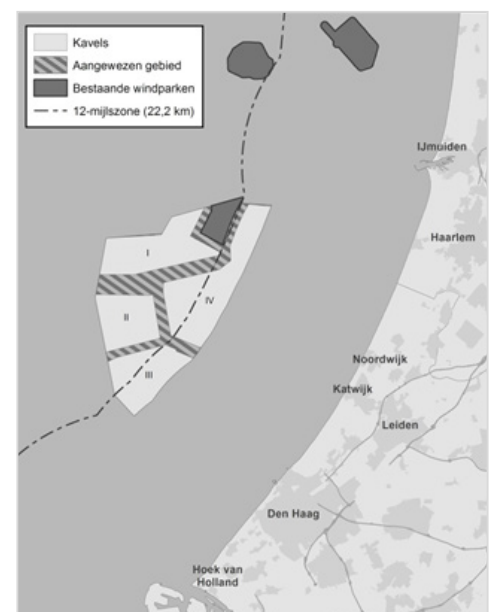 Kavels
Aangewezen gebied
Bestaande windparken
12-mijlszone (22,2 km)
IJmuiden
Haarlem
I
IV
II
Noordwijk
III
Katwijk
Leiden
Den Haag
Hoek van
Holland